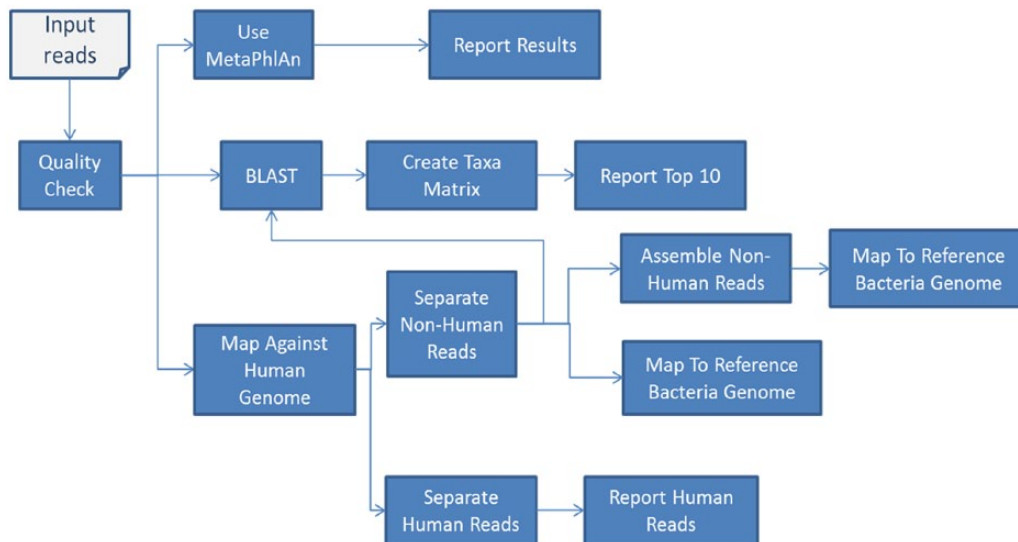 Input
reads
Use
MetaPhlAn
Report Results
Quality
Check
BLAST
Create Taxa
Matrix
Report Top 10
Assemble Non-
Human Reads
Map To Reference
Bacteria Genome
Separate
Non-Human
Reads
Map Against
Human
Genome
Map To Reference
Bacteria Genome
Separate
Human Reads
Report Human
Reads